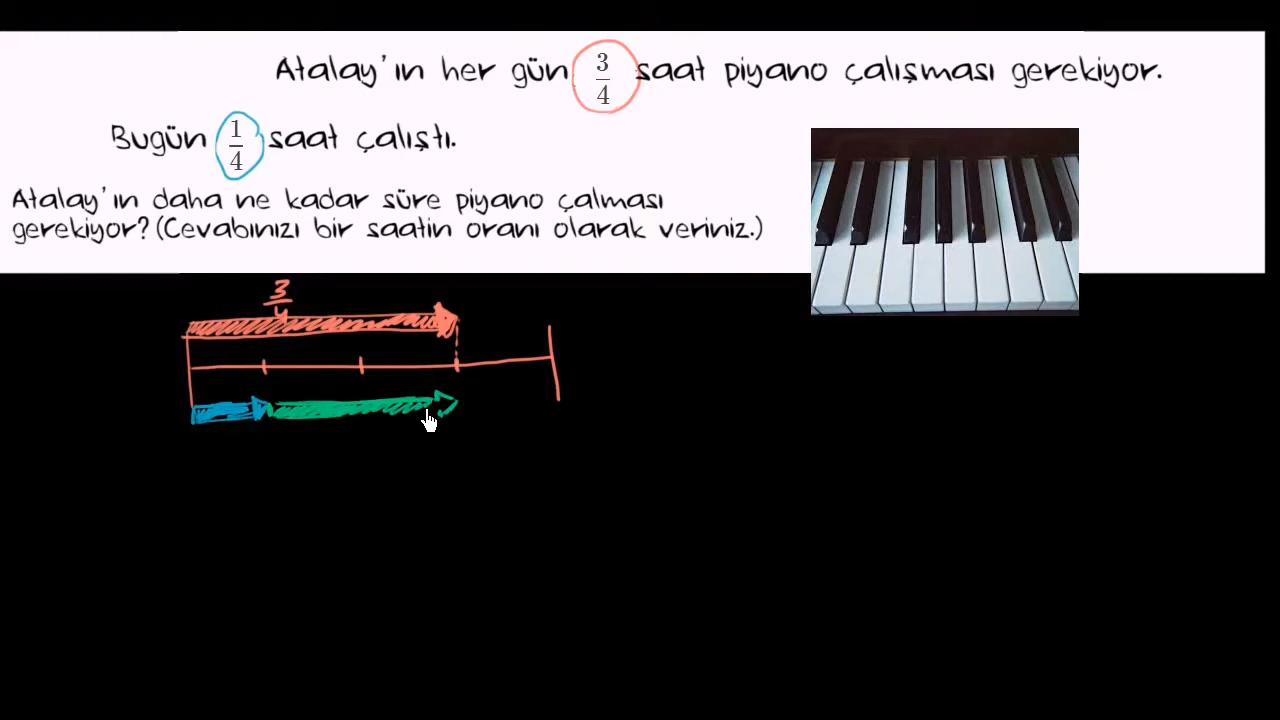 Atalay'ın her gün 3/4 saat piyano çalışması gerekiyor.
Bugün 1/4 saat çalıştı.
Atalay'ın daha ne kadar süre piyano çalması
gerekiyor? (Cevabınızı bir saatin oranı olarak veriniz.)
3/4